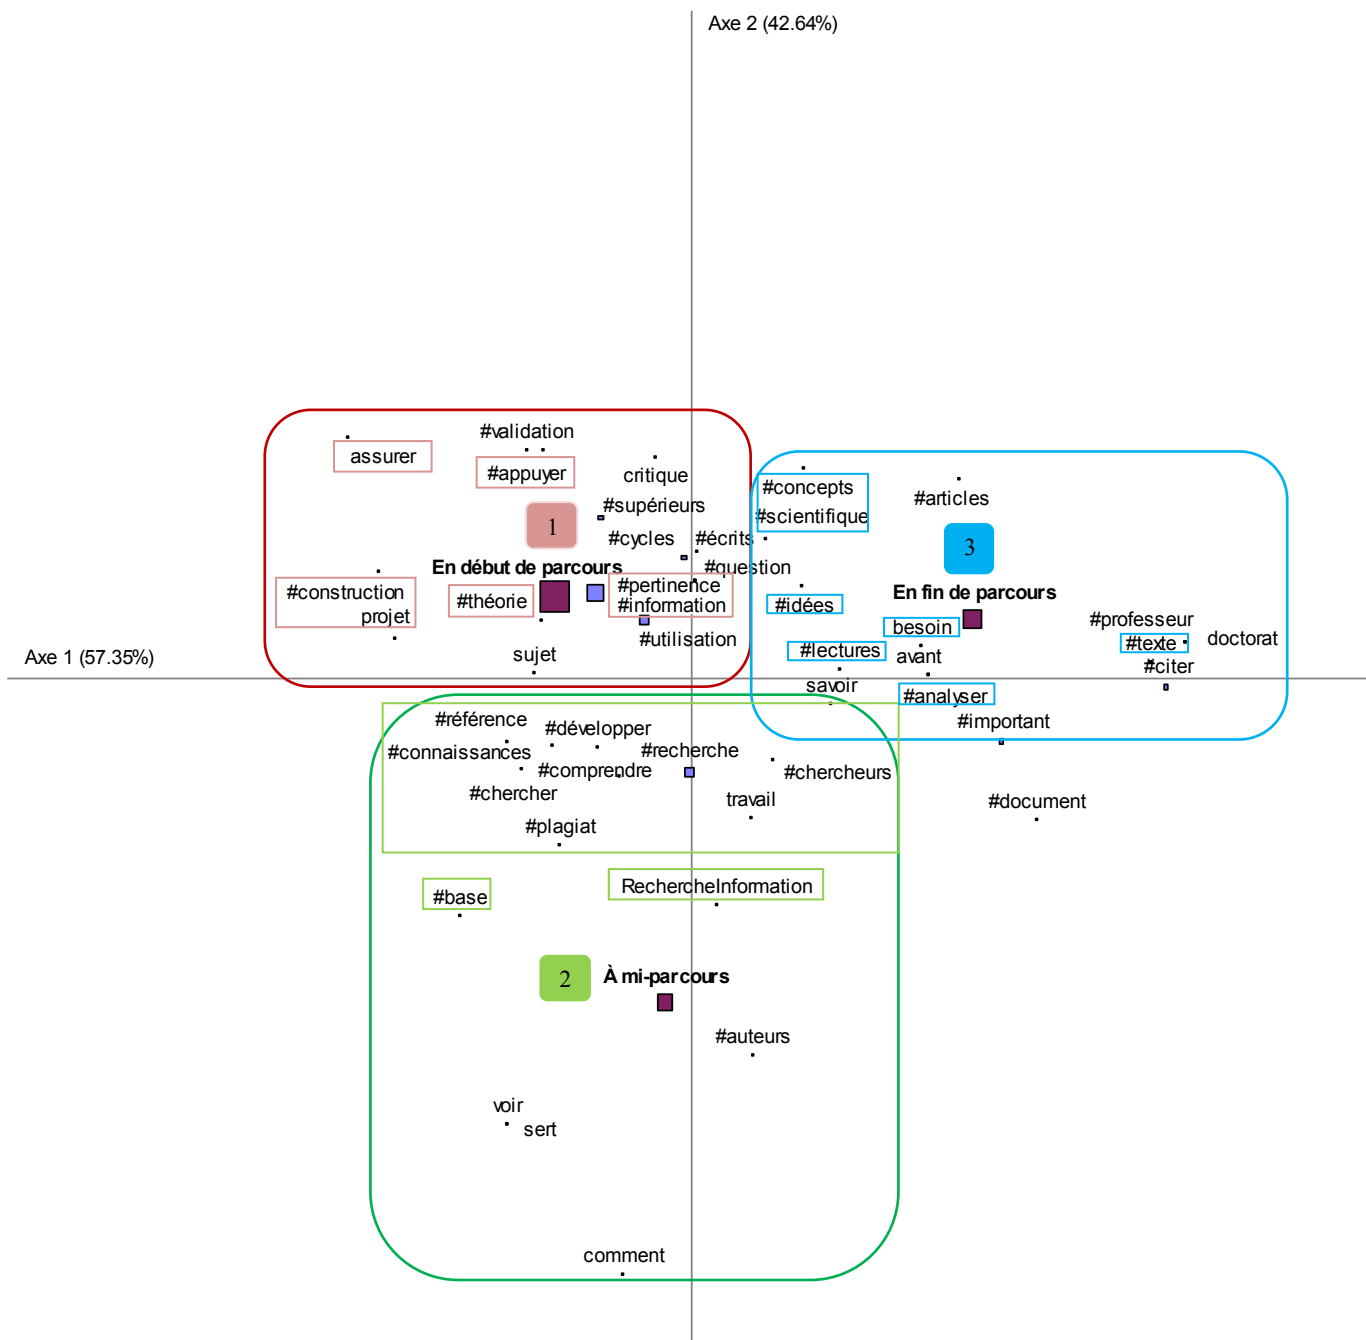 Axe 2 (42.64%)
#validation
assurer
#appuyer
critique
#concepts
#articles
#supérieurs
#scientifique
1
#cycles
#écrits
3
En début de parcours
#question
#pertinence
#construction
#théorie
#information
#idées
En fin de parcours
projet
#professeur
besoin
#utilisation
#texte
doctorat
#lectures
Axe 1 (57.35%)
sujet
avant
#citer
savoir
#analyser
#référence
#développer
#important
#connaissances
#recherche
#comprendre
#chercheurs
#chercher
travail
#document
#plagiat
#base
RechercheInformation
2
À mi-parcours
#auteurs
voir
sert
comment